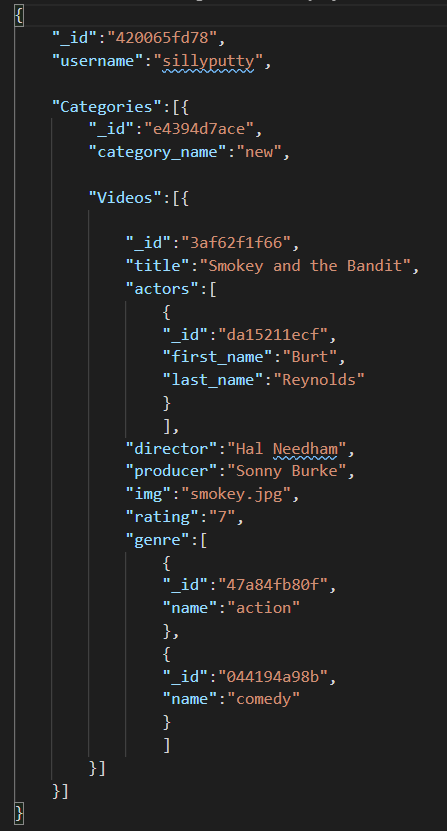 {
"_id":"420065fd78",
"username":"sillyputty",
"Categories":[{
"_id":"e4394d7ace",
"category_name":"new",
"Videos":[{
"_id":"3af62f1f66",
"title":"Smokey and the Bandit",
"actors":[
{
"_id":"da15211ecf",
"first_name":"Burt",
"last_name":"Reynolds"
}
],
"director":"Hal Needham",
"producer":"Sonny Burke",
"img":"smokey.jpg",
"rating":"7",
"genre":[
{
"_id":"47a84fb80f",
"name":"action"
},
{
"_id":"044194a98b",
"name":"comedy"
}
]
}]
}]
}